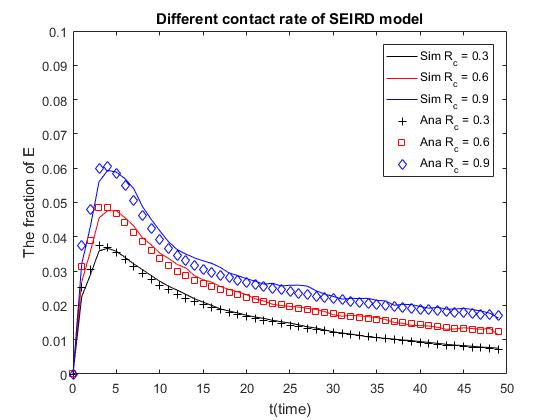 Different contact rate of SEIRD model
0.1
0.09
0.08
0.07
0.06
0.05
0.04
0.03
0.02
0.01
0
The fraction of E
Sim R_c = 0.3
Sim R_c = 0.6
Sim R_c = 0.9
Ana R_c = 0.3
Ana R_c = 0.6
Ana R_c = 0.9
0 5 10 15 20 25 30 35 40 45 50
t(time)